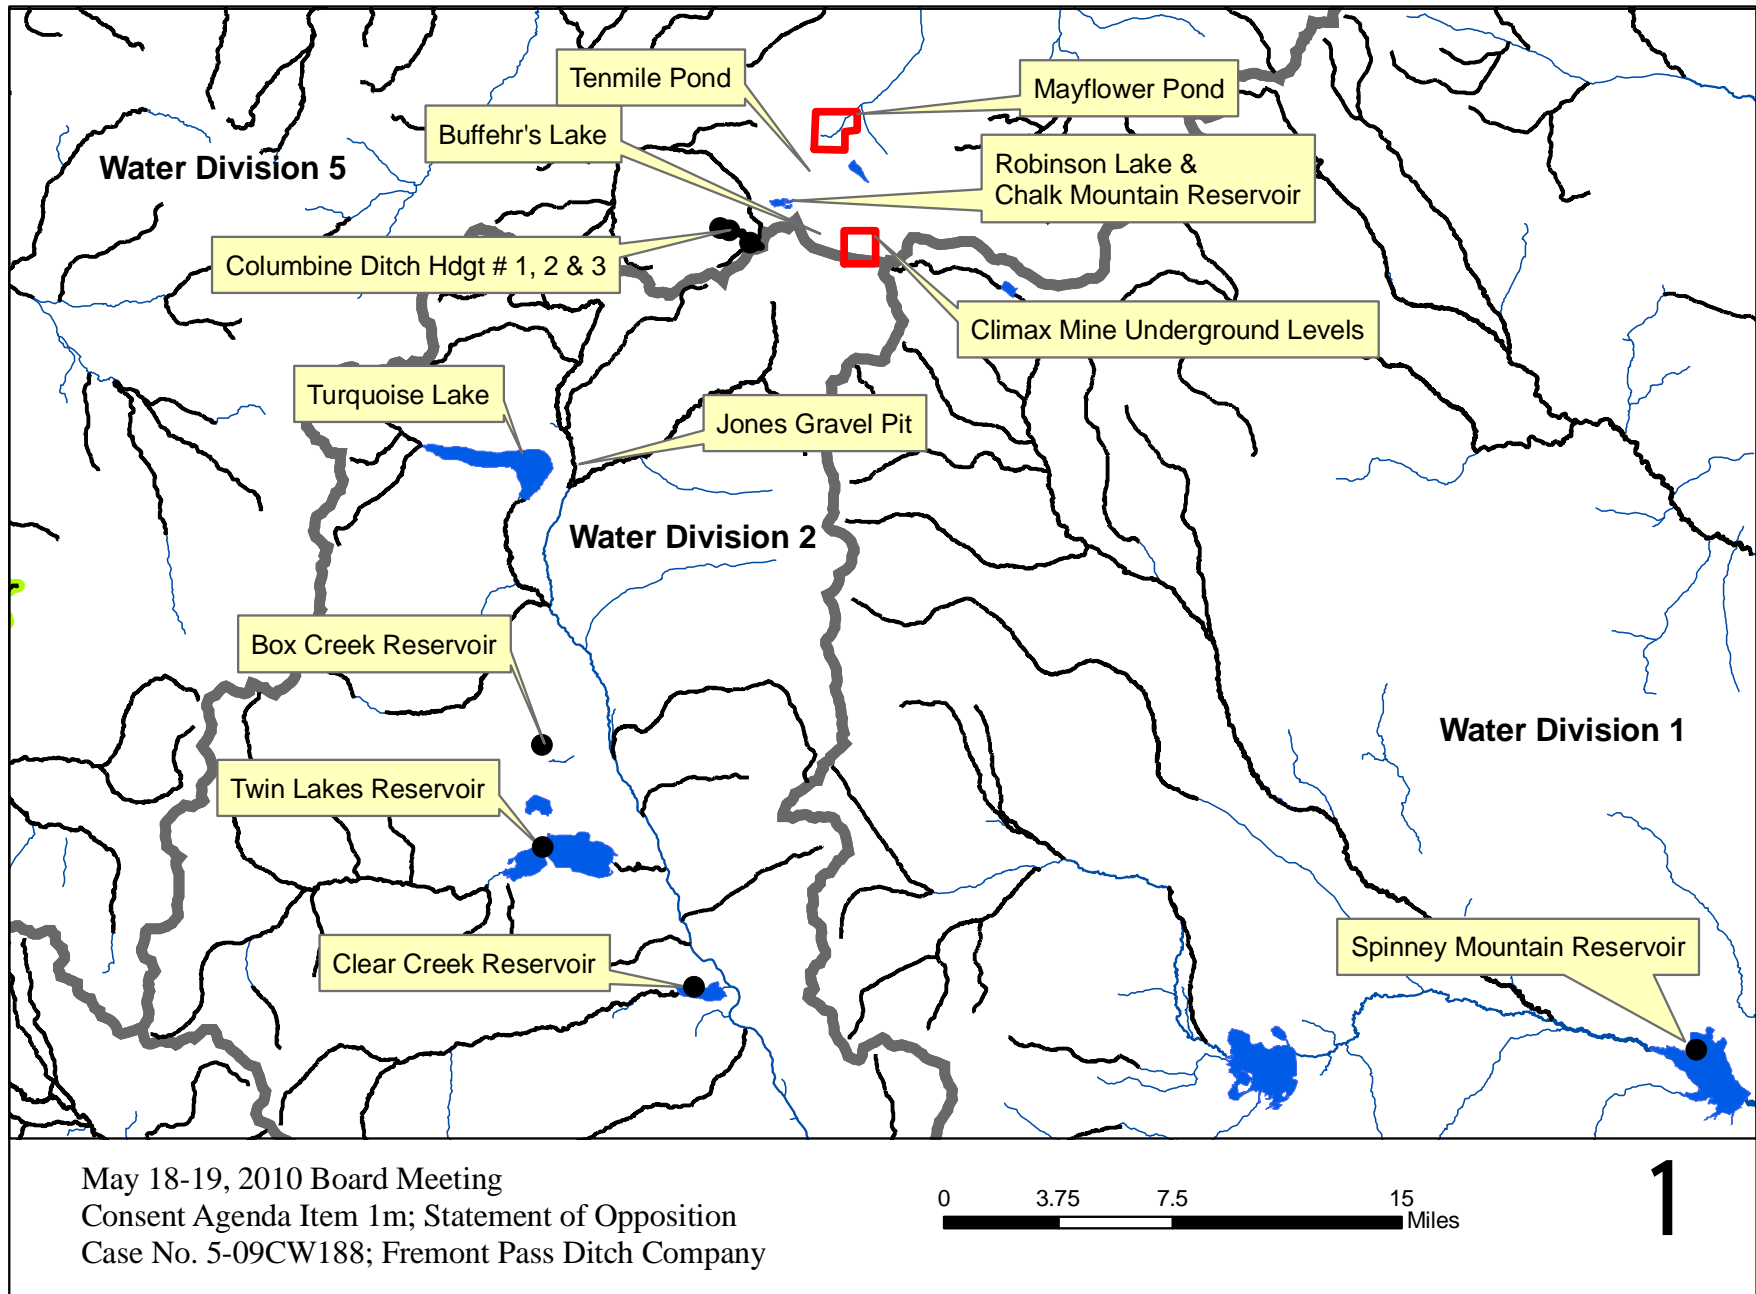 Tenmile Pond
Mayflower Pond
Buffehr's Lake
Water Division 5
Robinson Lake &
Chalk Mountain Reservoir
Columbine Ditch Hdgt # 1, 2 & 3
Climax Mine Underground Levels
Turquoise Lake
Jones Gravel Pit
Water Division 2
Box Creek Reservoir
Water Division 1
Twin Lakes Reservoir
Spinney Mountain Reservoir
Clear Creek Reservoir
May 18-19, 2010 Board Meeting
Consent Agenda Item 1m; Statement of Opposition
Case No. 5-09CW188; Fremont Pass Ditch Company
0 3.75 7.5 15
Miles
1